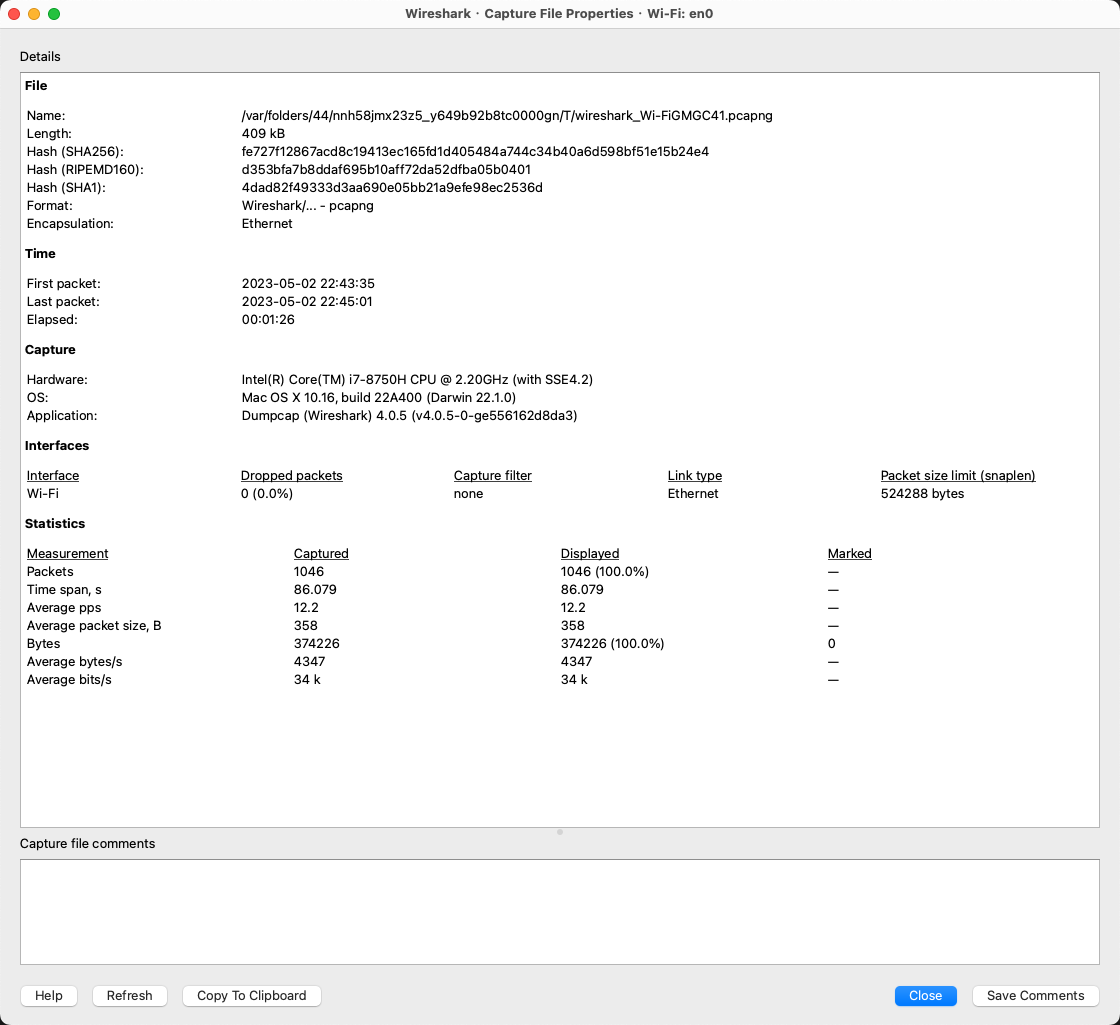 Wireshark · Capture File Properties · Wi-Fi: en0
Details
File
Name: /var/folders/44/nnh58jmx23z5_y649b92b8tc0000gn/T/wireshark_Wi-FiGMGC41.pcapng
Length: 409 kB
Hash (SHA256): fe727f12867acd8c19413ec165fd1d405484a744c34b40a6d598bf51e15b24e4
Hash (RIPEMD160): d353bfa7b8ddaf695b10aff72da52dfba05b0401
Hash (SHA1): 4dad82f49333d3aa690e05bb21a9efe98ec2536d
Format: Wireshark/... - pcapng
Encapsulation: Ethernet
Time
First packet: 2023-05-02 22:43:35
Last packet: 2023-05-02 22:45:01
Elapsed: 00:01:26
Capture
Hardware: Intel(R) Core(TM) i7-8750H CPU @ 2.20GHz (with SSE4.2)
OS: Mac OS X 10.16, build 22A400 (Darwin 22.1.0)
Application: Dumpcap (Wireshark) 4.0.5 (v4.0.5-0-ge556162d8da3)
Interfaces
Interface Dropped packets Capture filter Link type Packet size limit (snaplen)
Wi-Fi 0 (0.0%) none Ethernet 524288 bytes
Statistics
Measurement Captured Displayed Marked
Packets 1046 1046 (100.0%) —
Time span, s 86.079 86.079 —
Average pps 12.2 12.2 —
Average packet size, B 358 358 —
Bytes 374226 374226 (100.0%) 0
Average bytes/s 4347 4347 —
Average bits/s 34 k 34 k —
Capture file comments
Help Refresh Copy To Clipboard Close Save Comments